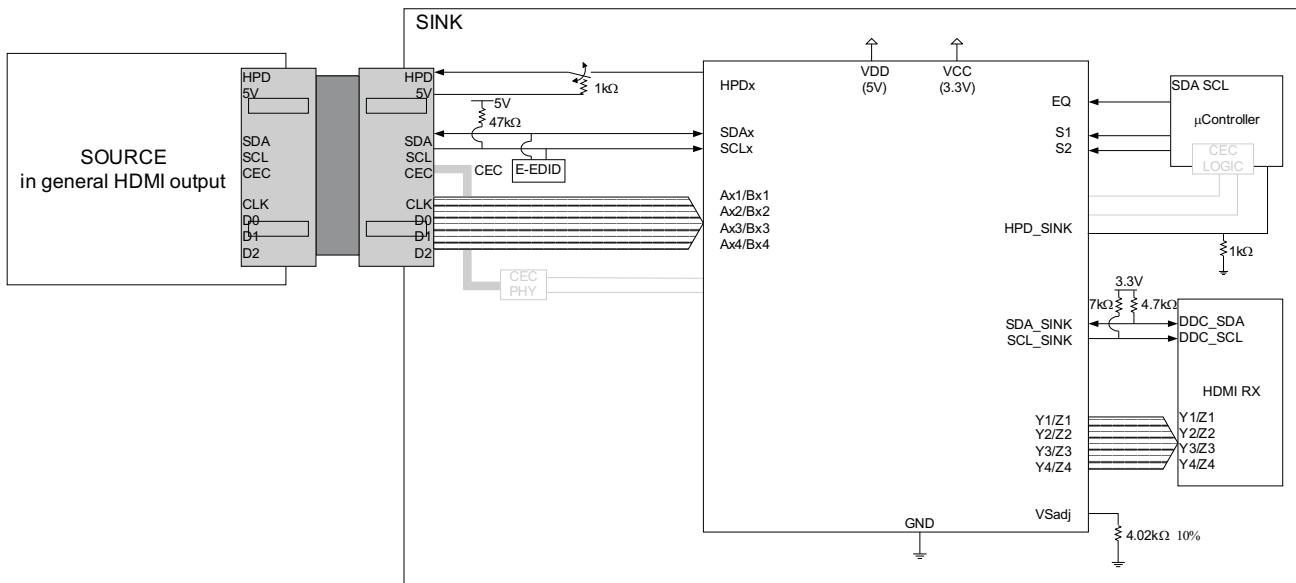 SINK
SOURCE
in general HDMI output
HPD
5V
SDA
SCL
CEC
CLK
D0
D1
D2
HPD
5V
SDA
SCL
CEC
CLK
D0
D1
D2
1kΩ
5V
47kΩ
CEC
E-EDID
CEC
PHY
HPDx
SDAx
SCLx
Ax1/Bx1
Ax2/Bx2
Ax3/Bx3
Ax4/Bx4
VDD
(5V)
VCC
(3.3V)
EQ
S1
S2
HPD_SINK
SDA_SINK
SCL_SINK
Y1/Z1
Y2/Z2
Y3/Z3
Y4/Z4
VSadj
GND
SDA SCL
μController
CEC
LOGIC
1kΩ
3.3V
7kΩ
4.7kΩ
DDC_SDA
DDC_SCL
HDMI RX
Y1/Z1
Y2/Z2
Y3/Z3
Y4/Z4
4.02kΩ 10%